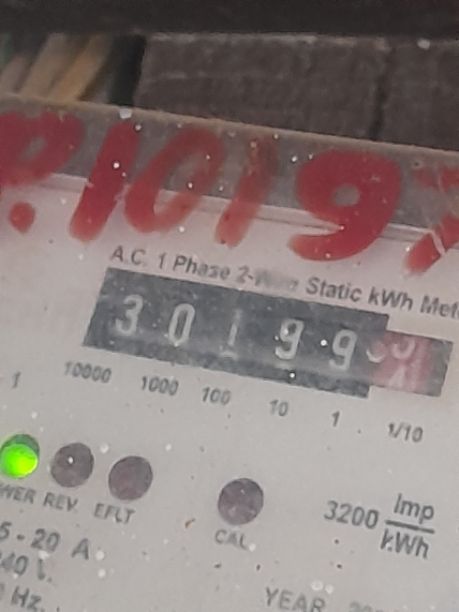 A.C. 1 Phase 2-Wire Static kWh Met
3 0 1 9 9
1 10000 1000 100 10 1 1/10
WER REV. EFLT CAL
3200 Imp/kWh
5 - 20 A.
40 V.
Hz.
YEAR